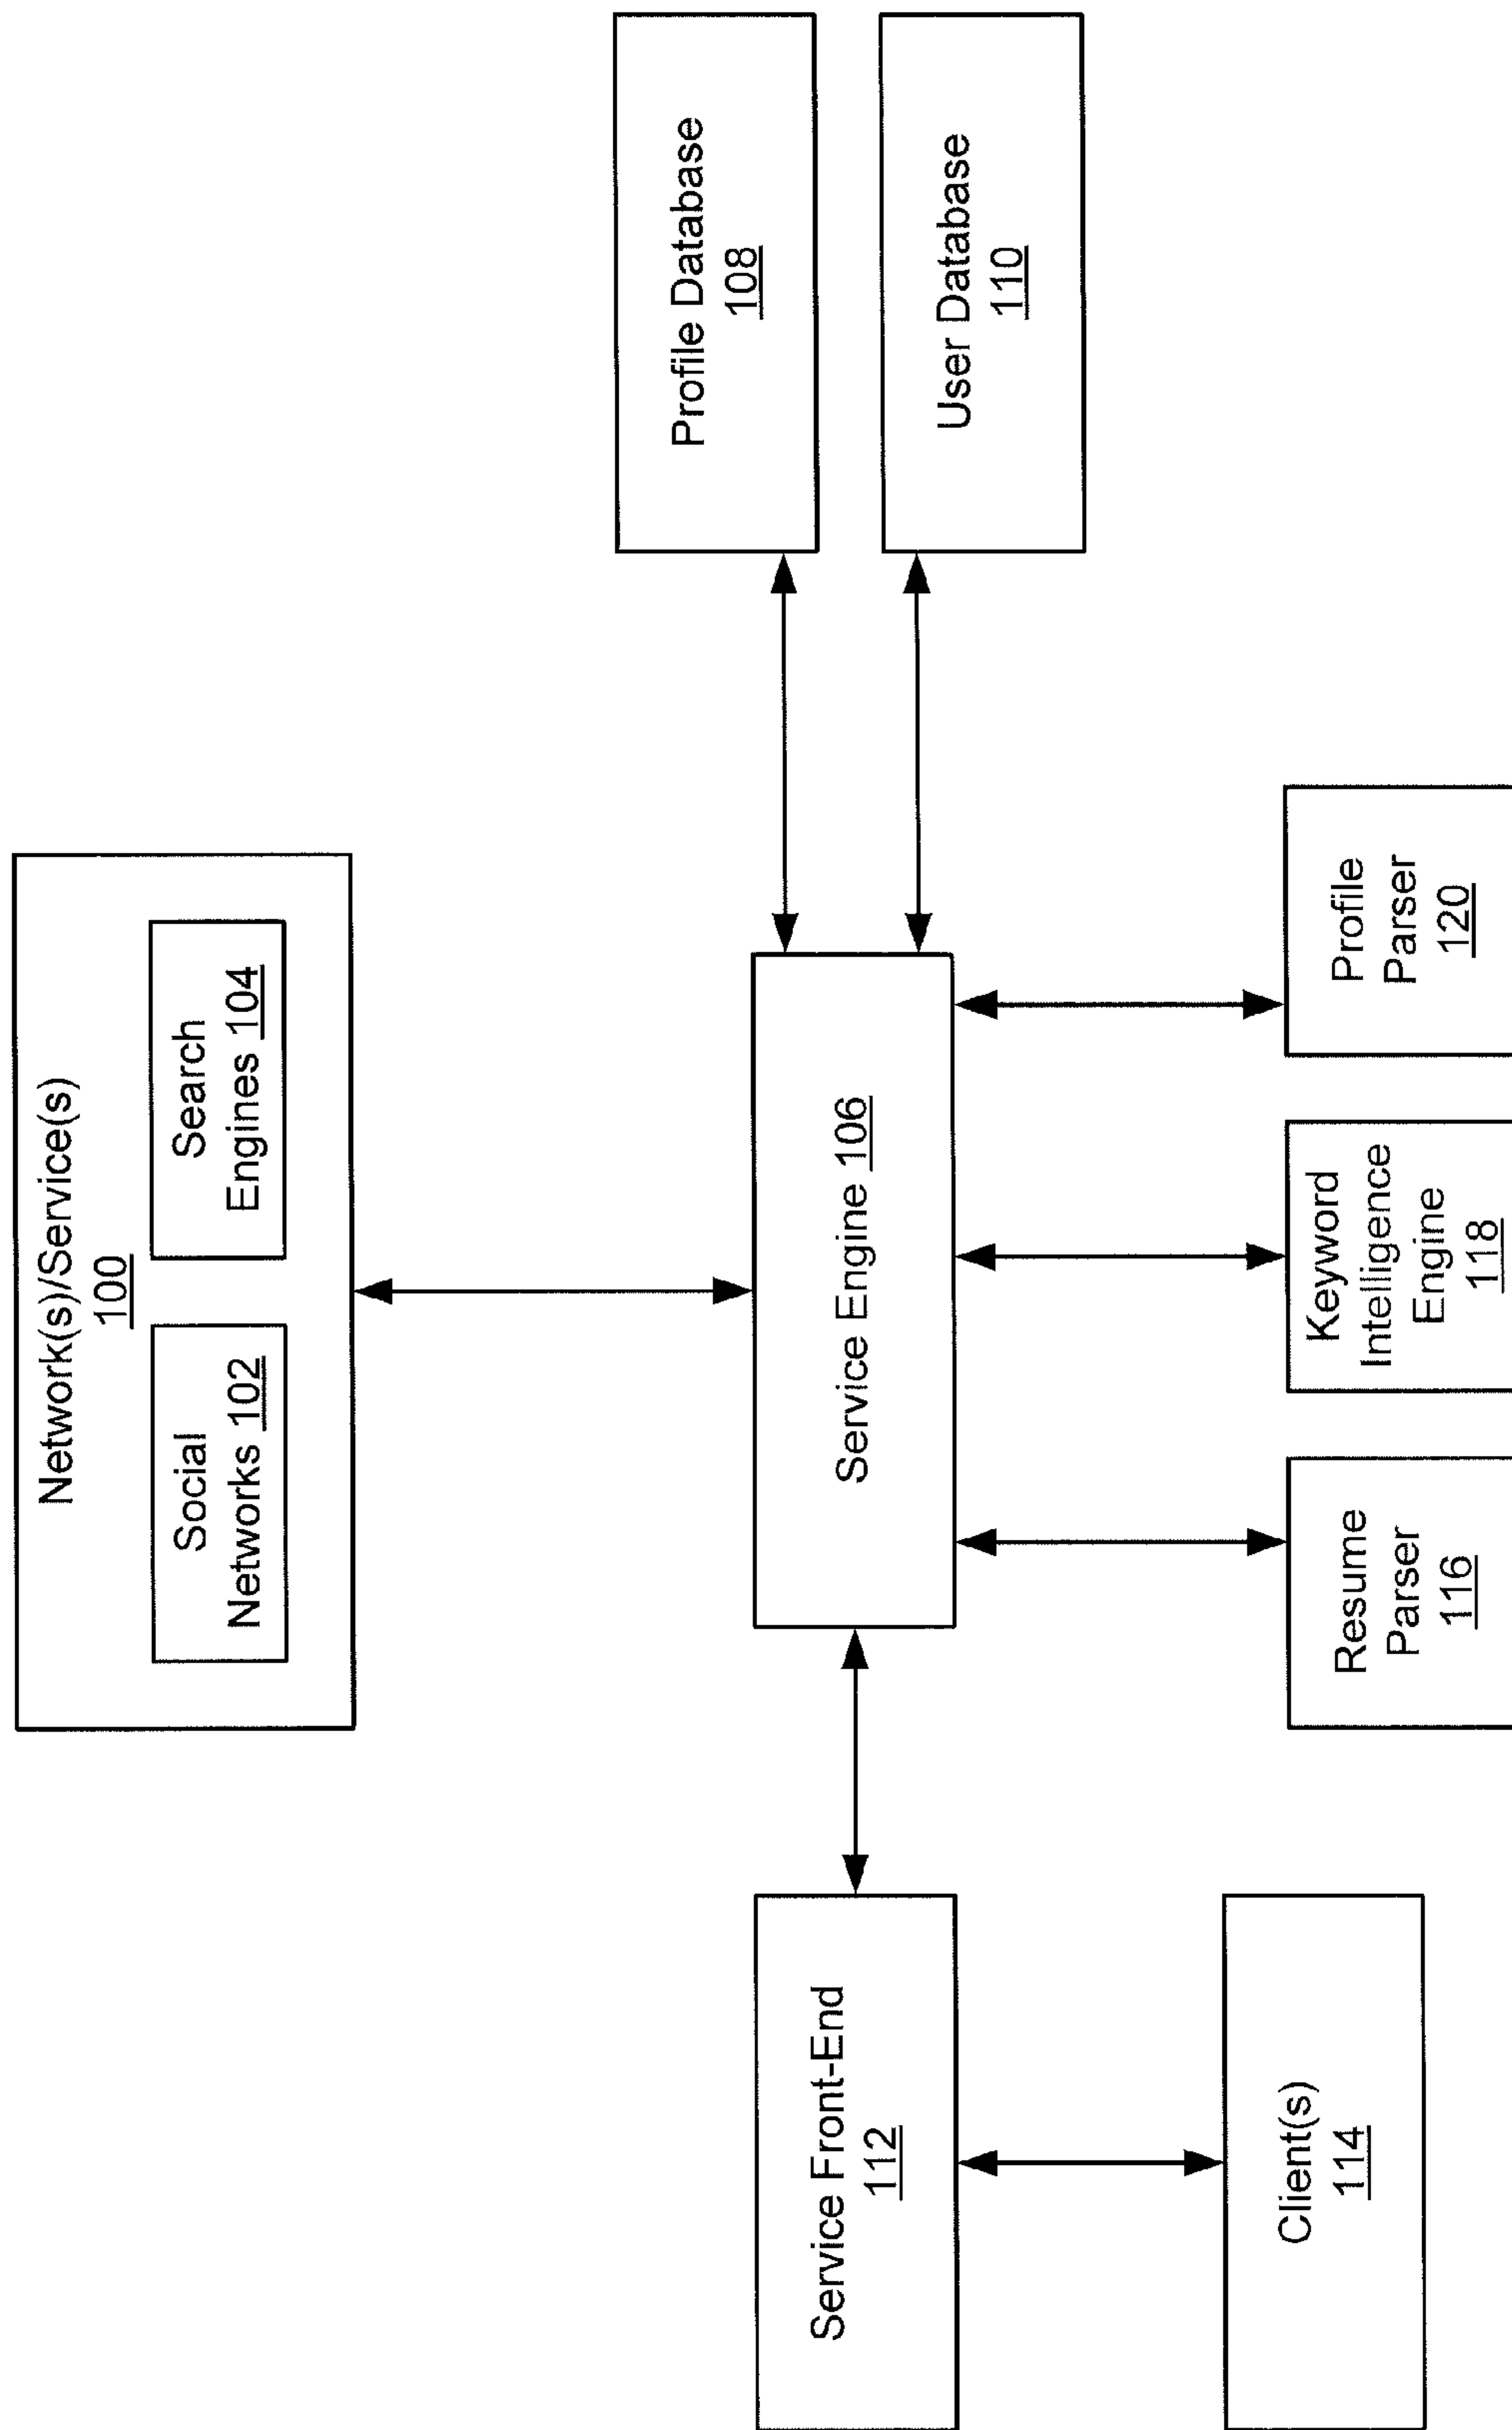 Network(s)/Service(s)
100
Social
Networks 102
Search
Engines 104
Service Engine 106
Profile Database
108
User Database
110
Service Front-End
112
Client(s)
114
Resume
Parser
116
Keyword
Intelligence
Engine
118
Profile
Parser
120